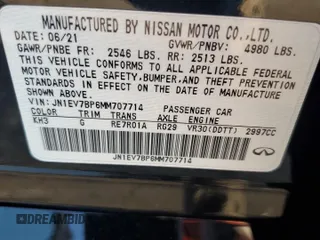 MANUFACTURED BY NISSAN MOTOR CO.,LTD.
DATE: 06/21 GVWR/PNBV: 4980 LBS.
GAWR/PNBE FR: 2546 LBS. RR: 2513 LBS.
THIS VEHICLE CONFORMS TO ALL APPLICABLE FEDERAL
MOTOR VEHICLE SAFETY, BUMPER, AND THEFT PREVENTION
STANDARDS IN EFFECT ON THE DATE OF MANUFACTURE
SHOWN ABOVE.
VIN: JN1EV7BP6MM707714 PASSENGER CAR
COLOR TRIM TRANS AXLE ENGINE
KH3 G RE7R01A RG29 VR30(DDTT) 2997CC
JN1EV7BP6MM707714
INFINITI
AUTOBIDMASTER